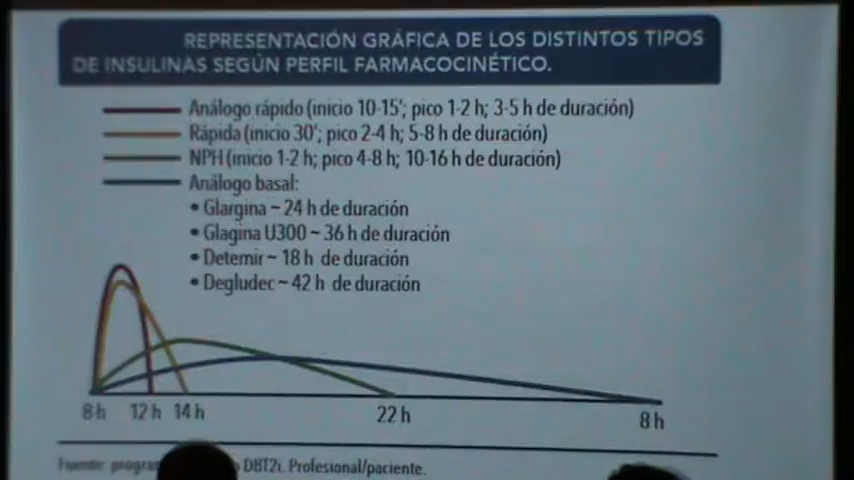 REPRESENTACIÓN GRÁFICA DE LOS DISTINTOS TIPOS
DE INSULINAS SEGÚN PERFIL FARMACOCINÉTICO.
Análogo rápido (inicio 10-15'; pico 1-2 h; 3-5 h de duración)
Rápida (inicio 30'; pico 2-4 h; 5-8 h de duración)
NPH (inicio 1-2 h; pico 4-8 h; 10-16 h de duración)
Análogo basal:
• Glargina ~ 24 h de duración
• Glagina U300 ~ 36 h de duración
• Detemir ~ 18 h de duración
• Degludec ~ 42 h de duración
8 h 12 h 14 h 22 h 8 h
Fuente: DBT2i. Profesional/paciente.